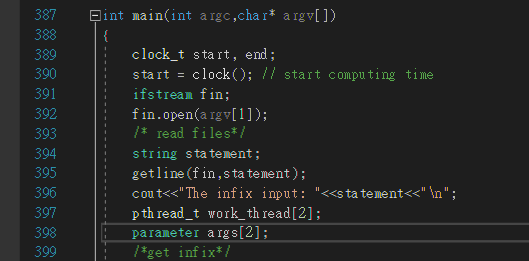 387 int main(int argc,char* argv[])
388 {
389 clock_t start, end;
390 start = clock(); // start computing time
391 ifstream fin;
392 fin.open(argv[1]);
393 /* read files*/
394 string statement;
395 getline(fin,statement);
396 cout<<"The infix input: "<<statement<<"\n";
397 pthread_t work_thread[2];
398 parameter args[2];
399 /*get infix*/